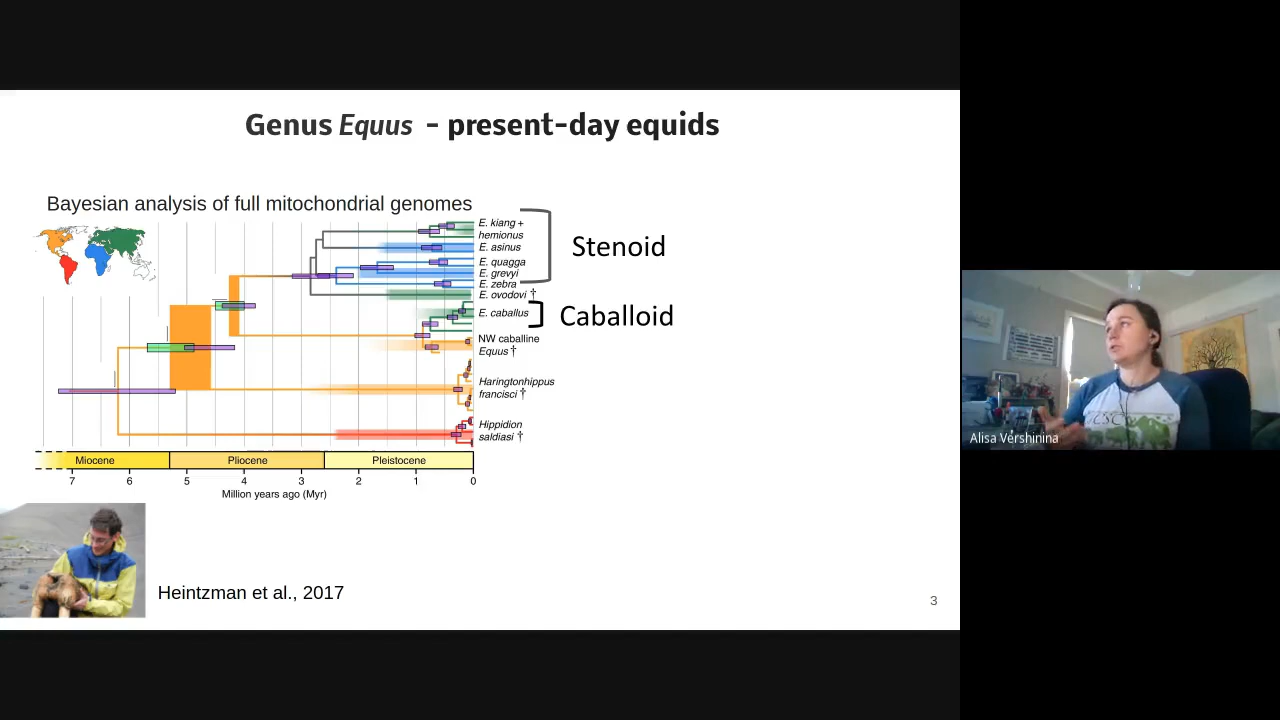 Genus Equus - present-day equids
Bayesian analysis of full mitochondrial genomes
E. kiang +
hemionus
E. asinus
E. quagga
E. grevyi
E. zebra
E. ovodovi †
E. caballus
NW caballine
Equus †
Haringtonhippus
francisci †
Hippidion
saldiasi †
Stenoid
Caballoid
Miocene Pliocene Pleistocene
7 6 5 4 3 2 1 0
Million years ago (Myr)
Heintzman et al., 2017
3
Alisa Vershinina